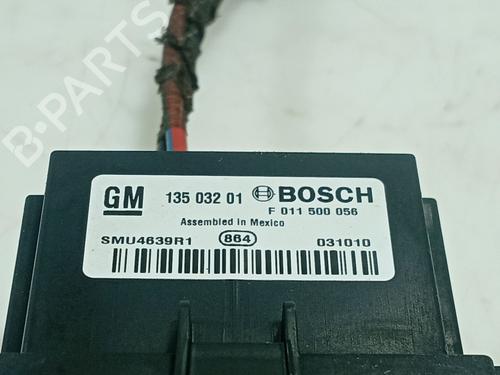 B-PARTS
GM 135 032 01 BOSCH
F 011 500 056
Assembled in Mexico
SMU4639R1 864 031010